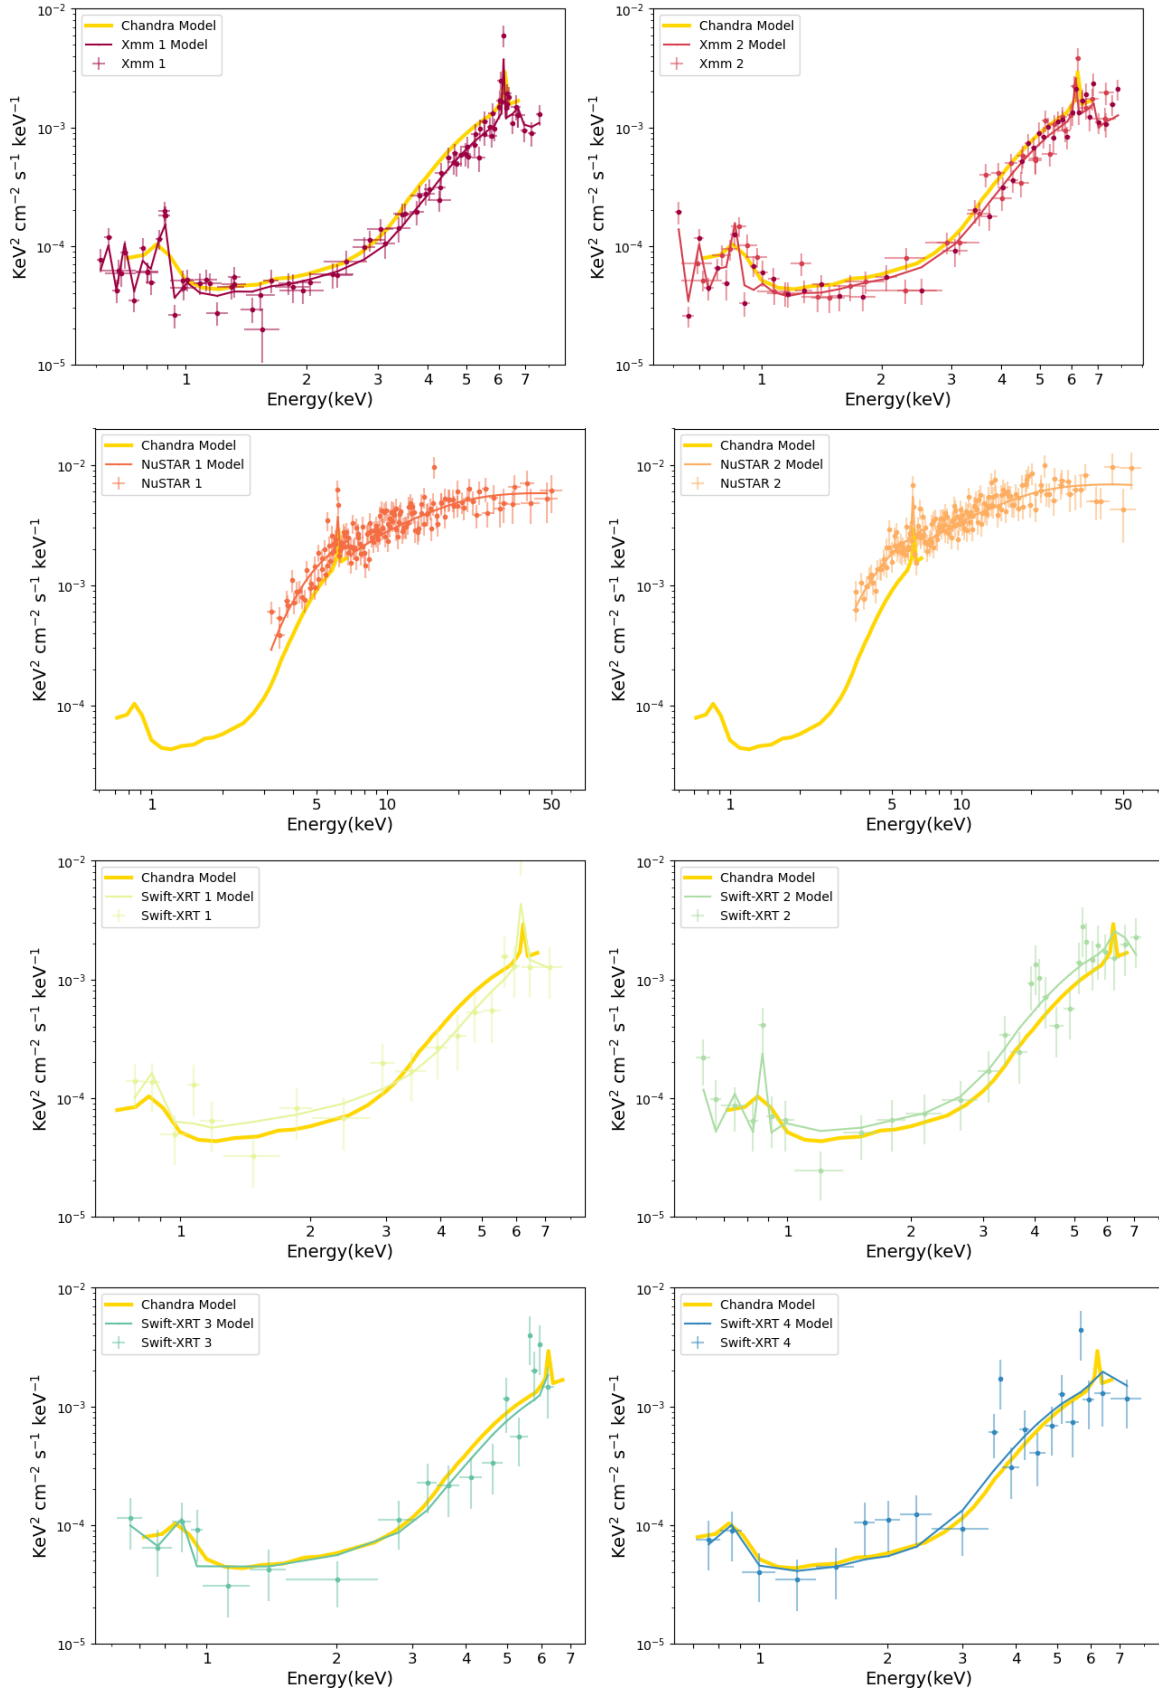 10⁻²
10⁻³
10⁻⁴
10⁻⁵
KeV² cm⁻² s⁻¹ keV⁻¹
Chandra Model
Xmm 1 Model
Xmm 1
1 2 3 4 5 6 7
Energy(keV)
10⁻²
10⁻³
10⁻⁴
10⁻⁵
KeV² cm⁻² s⁻¹ keV⁻¹
Chandra Model
Xmm 2 Model
Xmm 2
1 2 3 4 5 6 7
Energy(keV)
10⁻²
10⁻³
10⁻⁴
KeV² cm⁻² s⁻¹ keV⁻¹
Chandra Model
NuSTAR 1 Model
NuSTAR 1
1 5 10 50
Energy(keV)
10⁻²
10⁻³
10⁻⁴
KeV² cm⁻² s⁻¹ keV⁻¹
Chandra Model
NuSTAR 2 Model
NuSTAR 2
1 5 10 50
Energy(keV)
10⁻²
10⁻³
10⁻⁴
10⁻⁵
KeV² cm⁻² s⁻¹ keV⁻¹
Chandra Model
Swift-XRT 1 Model
Swift-XRT 1
1 2 3 4 5 6 7
Energy(keV)
10⁻²
10⁻³
10⁻⁴
10⁻⁵
KeV² cm⁻² s⁻¹ keV⁻¹
Chandra Model
Swift-XRT 2 Model
Swift-XRT 2
1 2 3 4 5 6 7
Energy(keV)
10⁻²
10⁻³
10⁻⁴
10⁻⁵
KeV² cm⁻² s⁻¹ keV⁻¹
Chandra Model
Swift-XRT 3 Model
Swift-XRT 3
1 2 3 4 5 6 7
Energy(keV)
10⁻²
10⁻³
10⁻⁴
10⁻⁵
KeV² cm⁻² s⁻¹ keV⁻¹
Chandra Model
Swift-XRT 4 Model
Swift-XRT 4
1 2 3 4 5 6 7
Energy(keV)